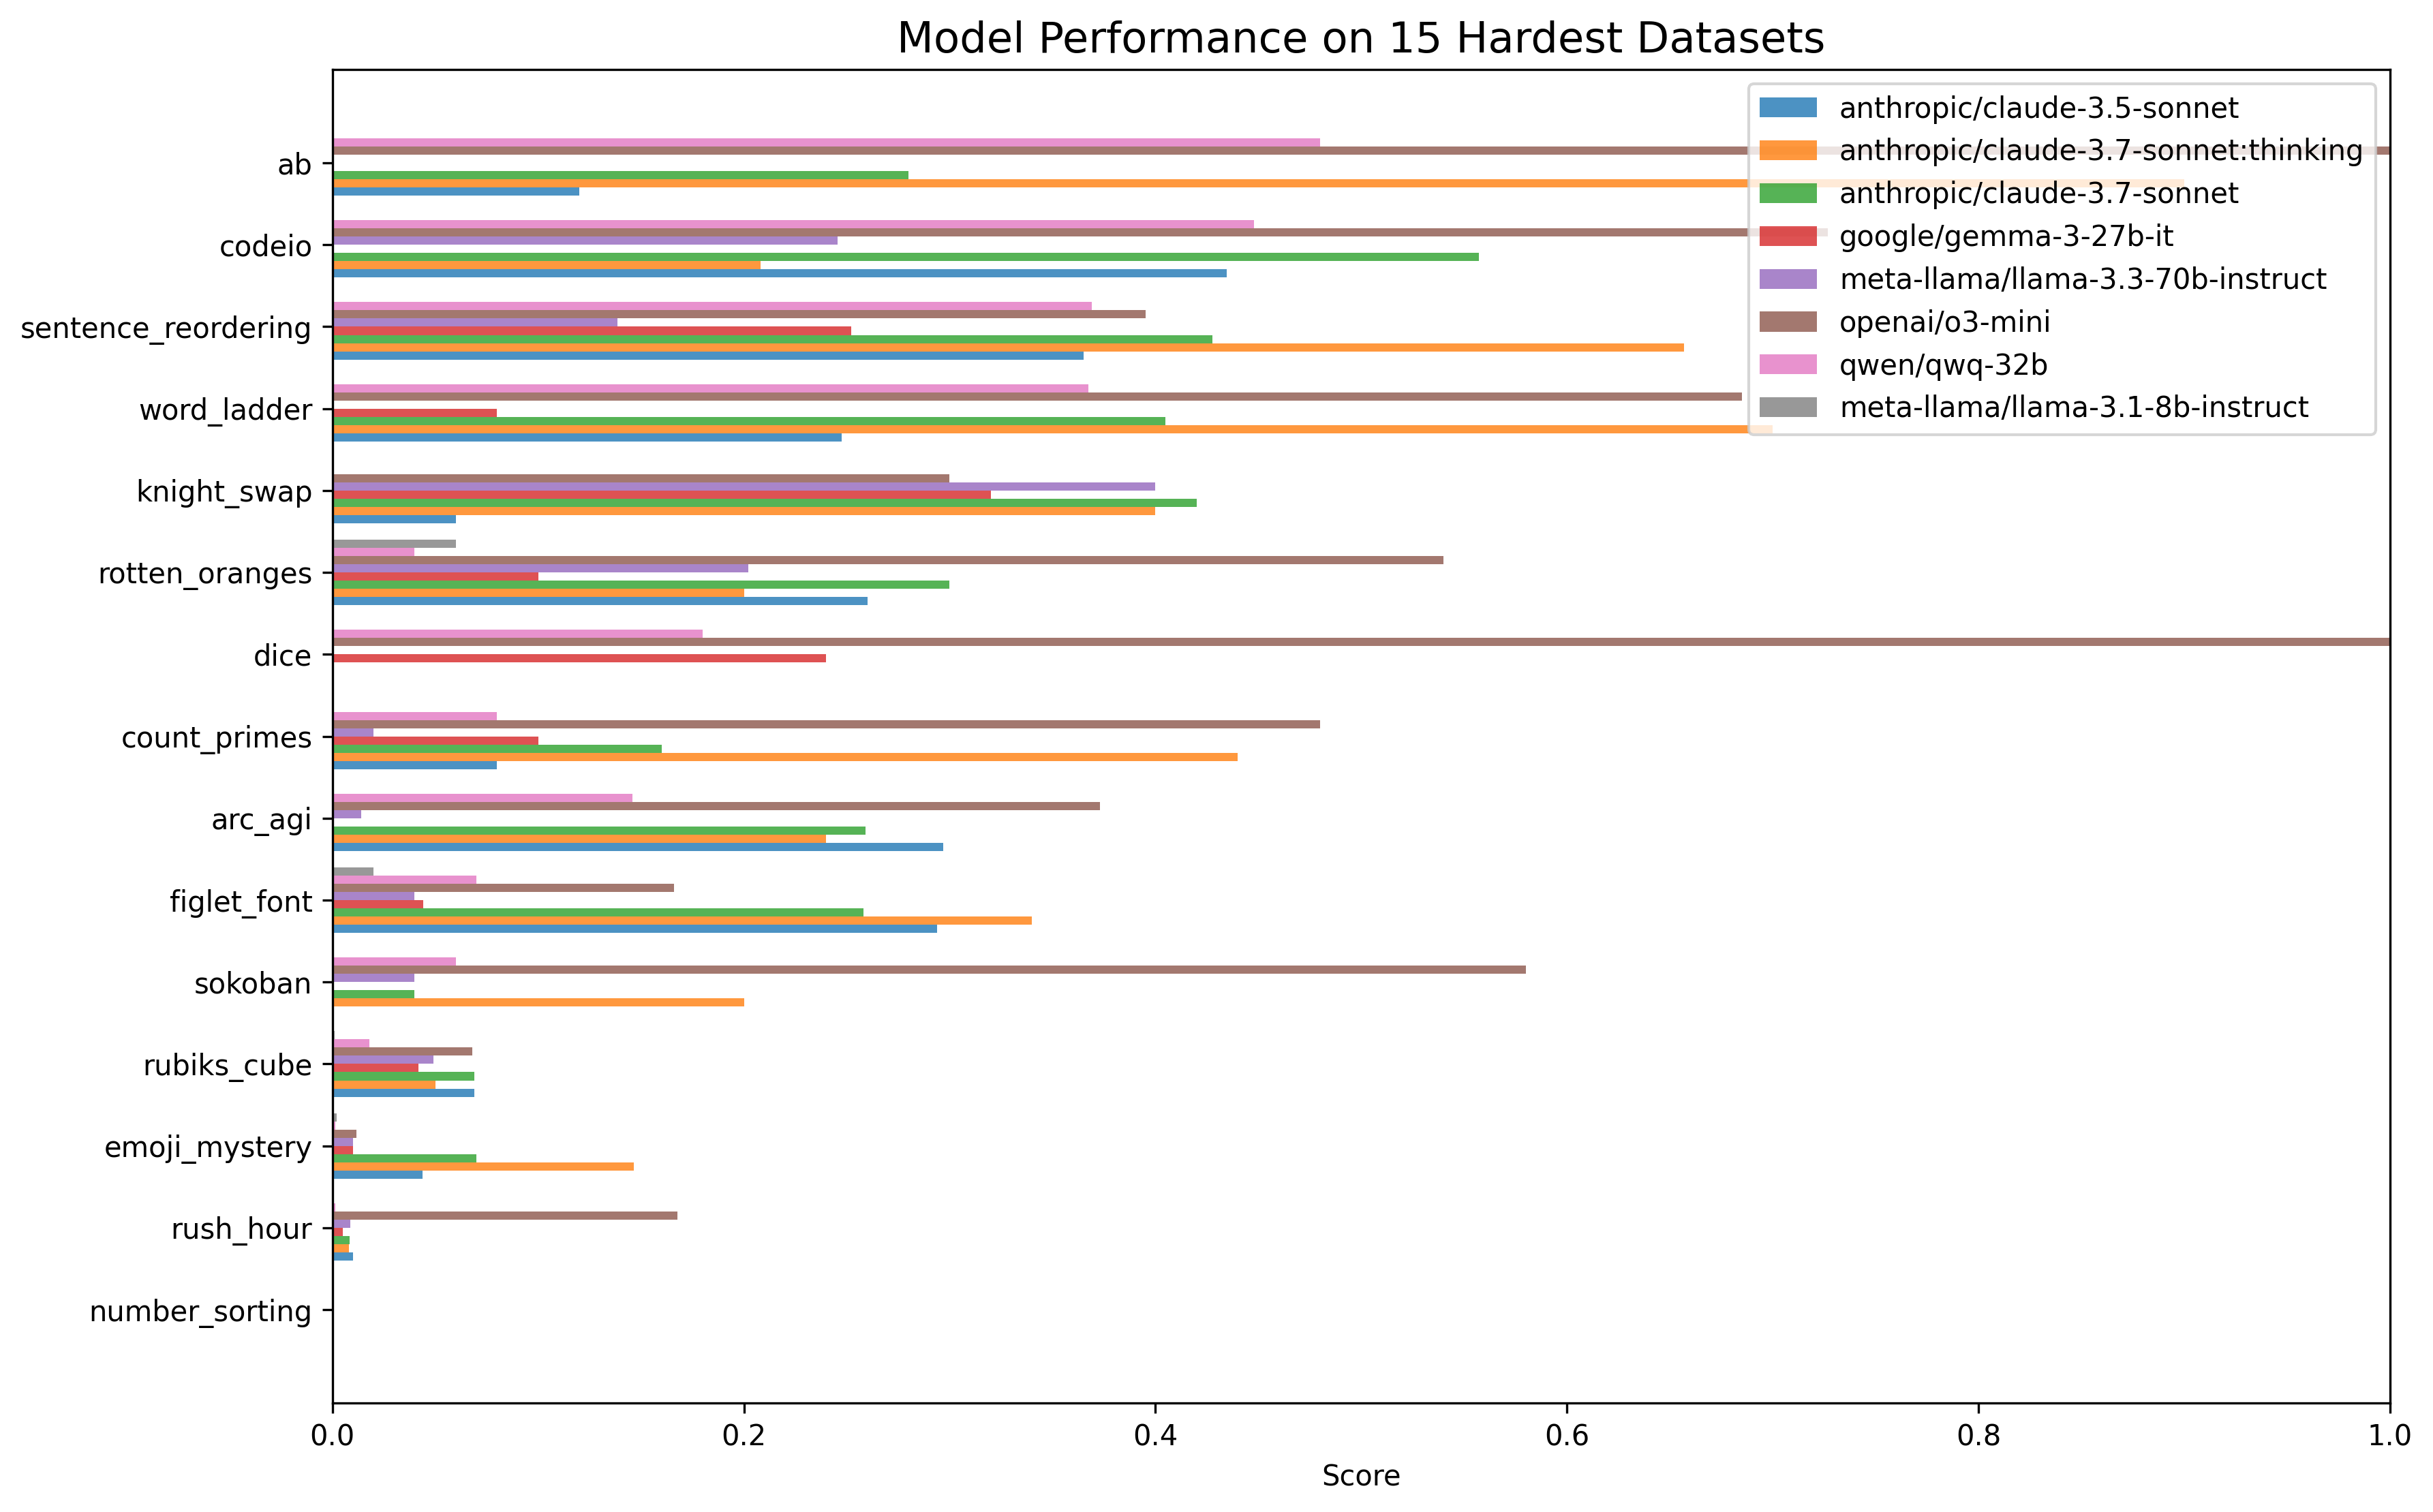 Model Performance on 15 Hardest Datasets
anthropic/claude-3.5-sonnet
anthropic/claude-3.7-sonnet:thinking
anthropic/claude-3.7-sonnet
google/gemma-3-27b-it
meta-llama/llama-3.3-70b-instruct
openai/o3-mini
qwen/qwq-32b
meta-llama/llama-3.1-8b-instruct
ab
codeio
sentence_reordering
word_ladder
knight_swap
rotten_oranges
dice
count_primes
arc_agi
figlet_font
sokoban
rubiks_cube
emoji_mystery
rush_hour
number_sorting
0.0 0.2 0.4 0.6 0.8 1.0
Score